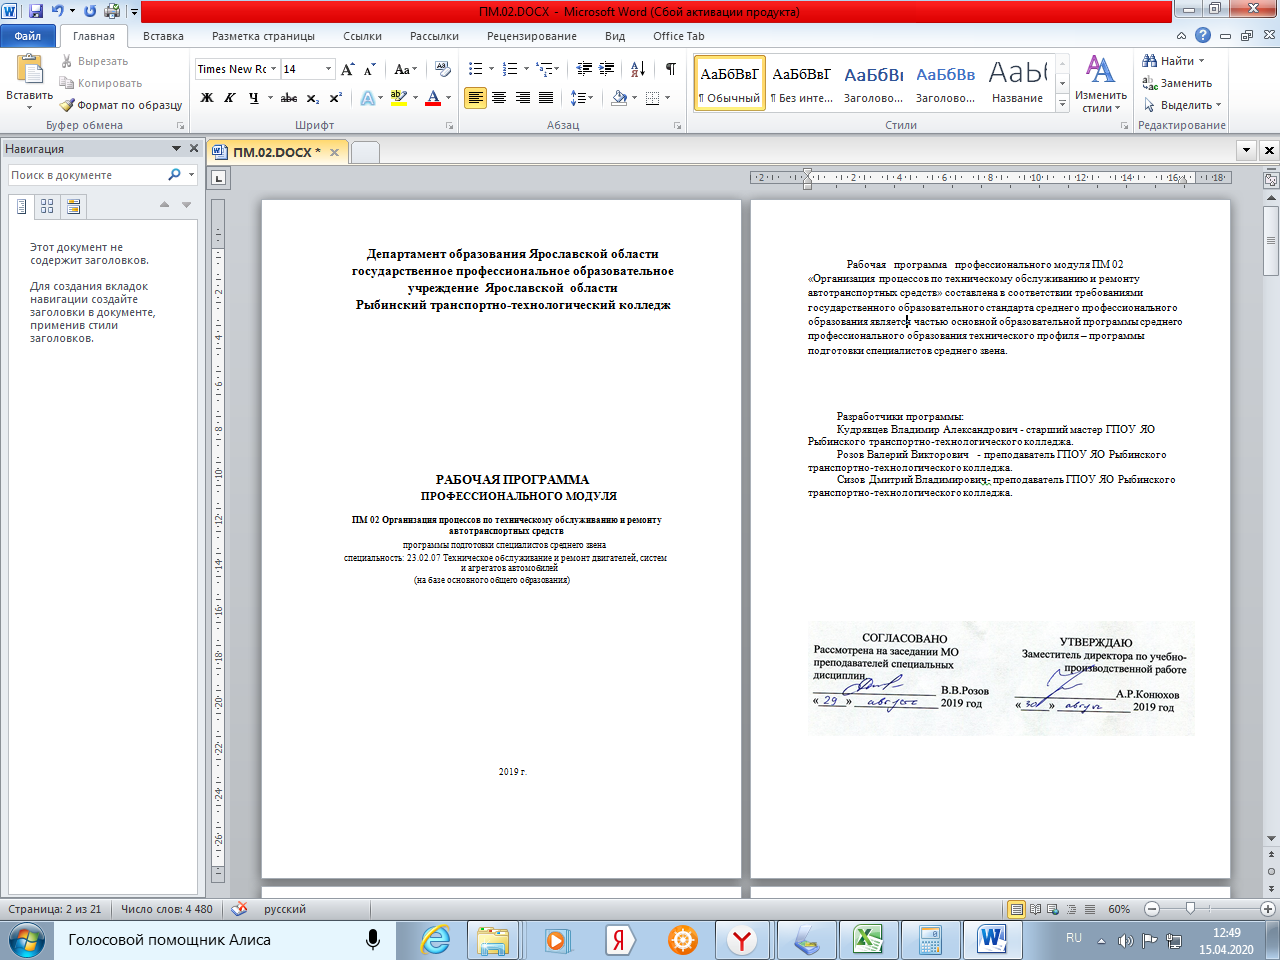 ПМ.02.DOCX - Microsoft Word (Сбой активации продукта)
Файл Главная Вставка Разметка страницы Ссылки Рассылки Рецензирование Вид Office Tab
Вставить
Вырезать
Копировать
Формат по образцу
Буфер обмена
Times New Rc 14
Ж К Ч abc x₂ x²
Шрифт
Абзац
АаБбВвГ АаБбВвГ АаБбВı АаБбВв АаЬ
¶ Обычный ¶ Без инте... Заголово... Заголово... Название
Изменить стили
Стили
Найти
Заменить
Выделить
Редактирование
Навигация
Поиск в документе
Этот документ не
содержит заголовков.
Для создания вкладок
навигации создайте
заголовки в документе,
применив стили
заголовков.
ПМ.02.DOCX *
Департамент образования Ярославской области
государственное профессиональное образовательное
учреждение Ярославской области
Рыбинский транспортно-технологический колледж
РАБОЧАЯ ПРОГРАММА
ПРОФЕССИОНАЛЬНОГО МОДУЛЯ
ПМ 02 Организация процессов по техническому обслуживанию и ремонту
автотранспортных средств
программы подготовки специалистов среднего звена
специальность: 23.02.07 Техническое обслуживание и ремонт двигателей, систем
и агрегатов автомобилей
(на базе основного общего образования)
2019 г.
Рабочая программа профессионального модуля ПМ 02
«Организация процессов по техническому обслуживанию и ремонту
автотранспортных средств» составлена в соответствии требованиями
государственного образовательного стандарта среднего профессионального
образования является частью основной образовательной программы среднего
профессионального образования технического профиля – программы
подготовки специалистов среднего звена.
Разработчики программы:
Кудрявцев Владимир Александрович - старший мастер ГПОУ ЯО
Рыбинского транспортно-технологического колледжа.
Розов Валерий Викторович - преподаватель ГПОУ ЯО Рыбинского
транспортно-технологического колледжа.
Сизов Дмитрий Владимирович- преподаватель ГПОУ ЯО Рыбинского
транспортно-технологического колледжа.
СОГЛАСОВАНО
Рассмотрена на заседании МО
преподавателей специальных
дисциплин
В.В.Розов
« 29 » августа 2019 год
УТВЕРЖДАЮ
Заместитель директора по учебно-
производственной работе
А.Р.Конюхов
« 30 » август 2019 год
Страница: 2 из 21 Число слов: 4 480 русский 60%
Голосовой помощник Алиса
RU
12:49
15.04.2020